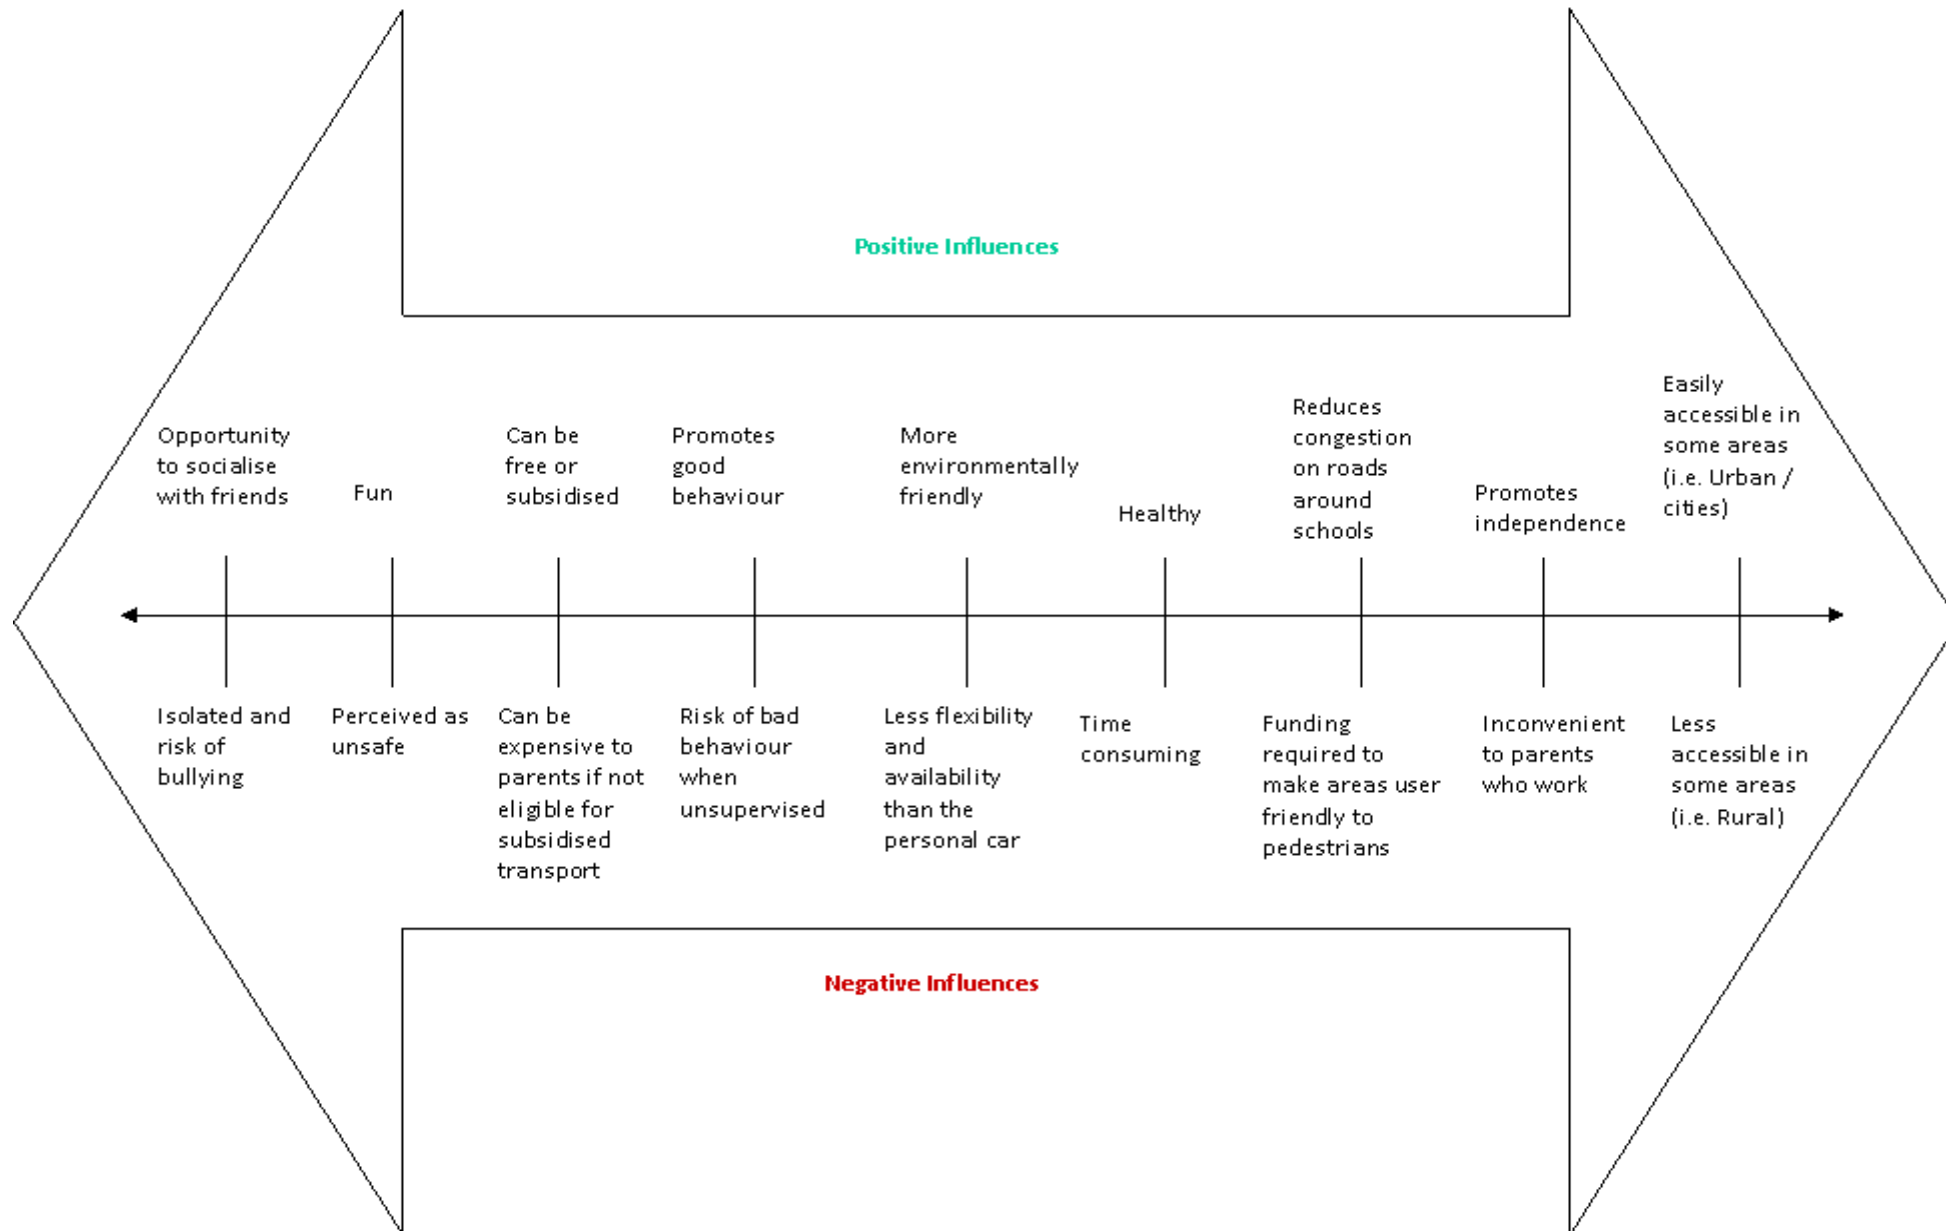 Positive Influences
Opportunity
to socialise
with friends
Fun
Can be
free or
subsidised
Promotes
good
behaviour
More
environmentally
friendly
Healthy
Reduces
congestion
on roads
around
schools
Promotes
independence
Easily
accessible in
some areas
(i.e. Urban /
cities)
Isolated and
risk of
bullying
Perceived as
unsafe
Can be
expensive to
parents if not
eligible for
subsidised
transport
Risk of bad
behaviour
when
unsupervised
Less flexibility
and
availability
than the
personal car
Time
consuming
Funding
required to
make areas user
friendly to
pedestrians
Inconvenient
to parents
who work
Less
accessible in
some areas
(i.e. Rural)
Negative Influences